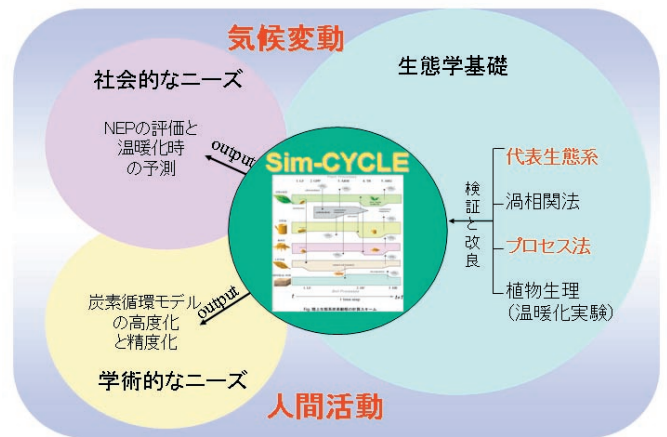 気候変動
社会的なニーズ
生態学基礎
NEPの評価と
温暖化時
の予測
output
Sim-CYCLE
代表生態系
渦相関法
プロセス法
植物生理
(温暖化実験)
検証と改良
炭素循環モデル
の高度化
と精度化
output
学術的なニーズ
人間活動